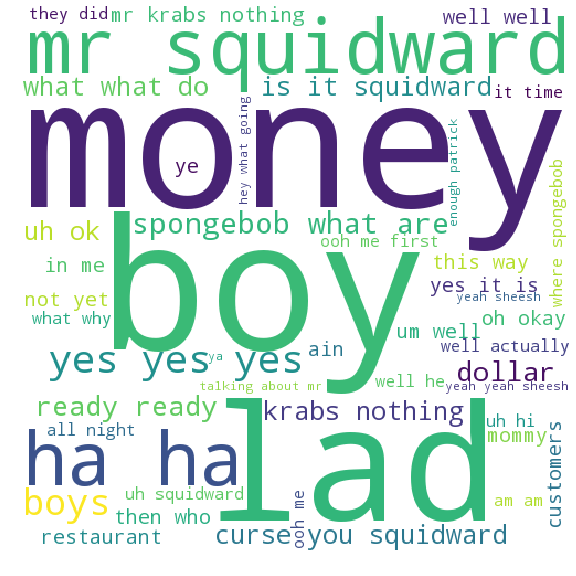 they did
mr krabs nothing
well well
mr squidward
what what do
is it squidward
it time
money
hey what going
ye
enough patrick
spongebob what are
uh ok
boy
ooh me first
where spongebob
in me
this way
not yet
yes it is
yeah sheesh
what why
um well
oh okay
yes yes yes
ya
ain
well actually
talking about mr
well he
dollar
yeah yeah sheesh
ready ready
lad
krabs nothing
uh hi
all night
ha ha
mommy
customers
boys
uh squidward
ooh me
am am
then who
restaurant
curse you squidward